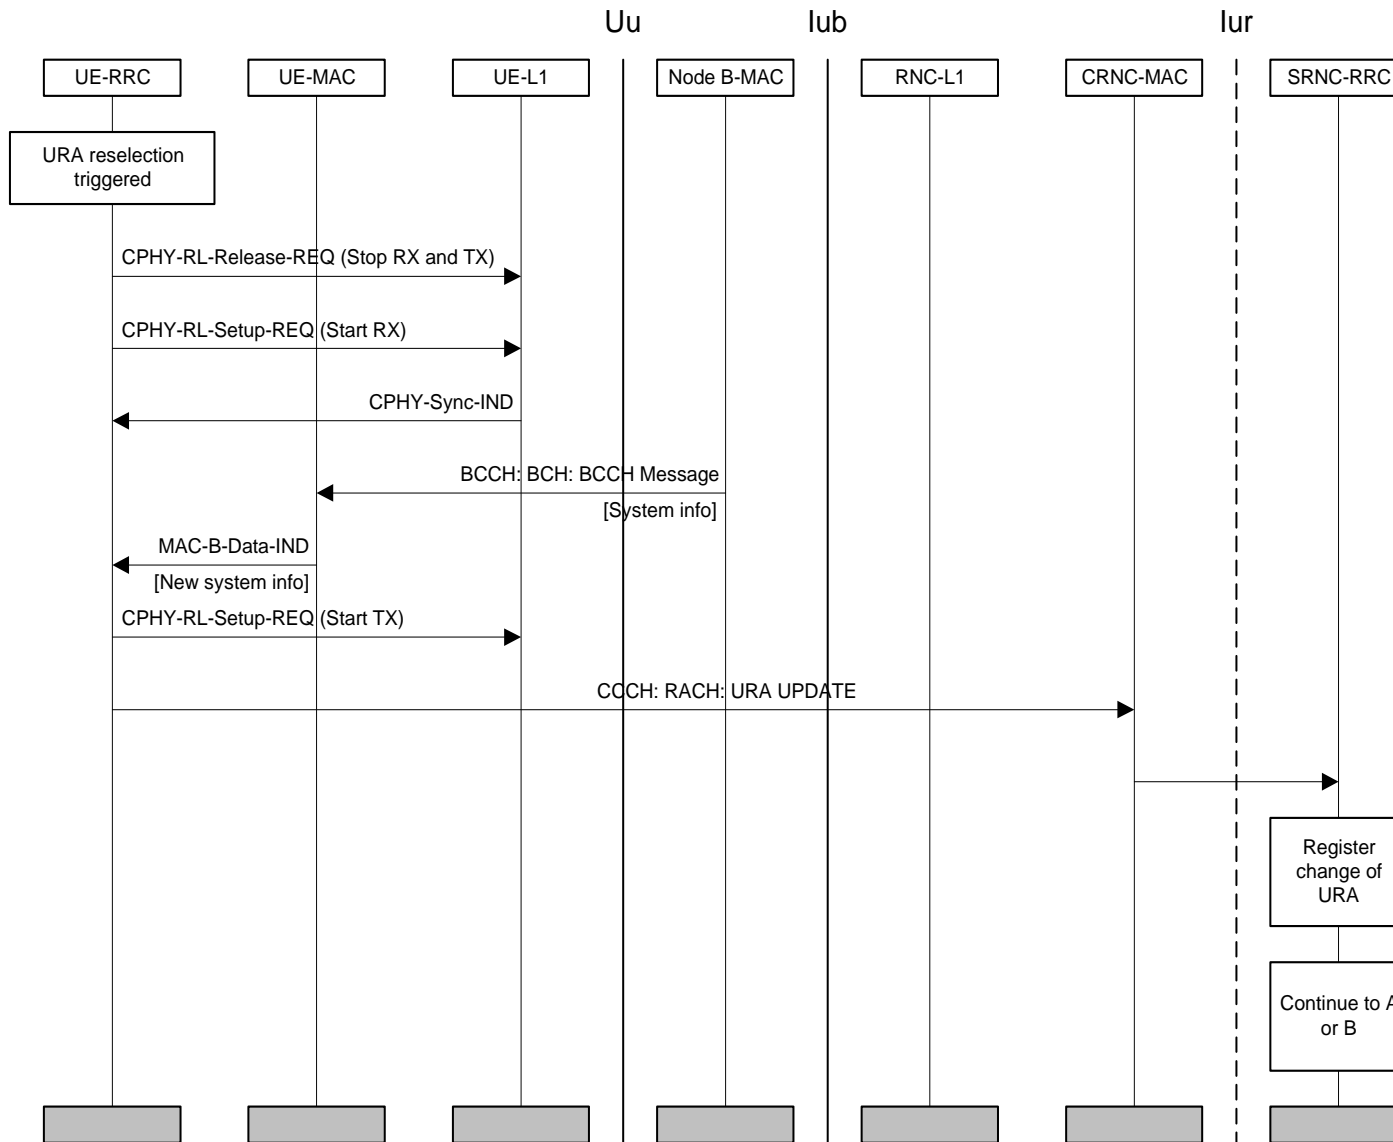 Uu
Iub
Iur
UE-RRC
UE-MAC
UE-L1
Node B-MAC
RNC-L1
CRNC-MAC
SRNC-RRC
URA reselection
triggered
CPHY-RL-Release-REQ (Stop RX and TX)
CPHY-RL-Setup-REQ (Start RX)
CPHY-Sync-IND
BCCH: BCH: BCCH Message
[System info]
MAC-B-Data-IND
[New system info]
CPHY-RL-Setup-REQ (Start TX)
CCCH: RACH: URA UPDATE
Register
change of
URA
Continue to A
or B